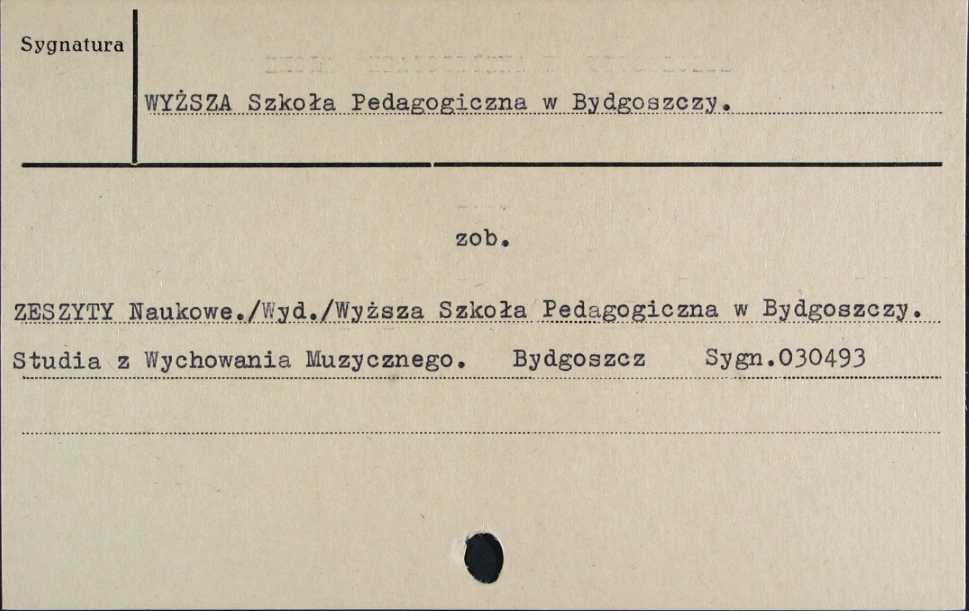 Sygnatura
WYŻSZA Szkoła Pedagogiczna w Bydgoszczy.
zob.
ZESZYTY Naukowe./Wyd./Wyższa Szkoła Pedagogiczna w Bydgoszczy.
Studia z Wychowania Muzycznego. Bydgoszcz Sygn.030493